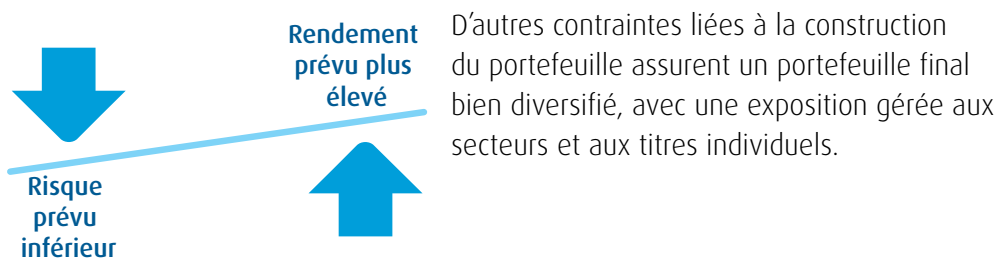 Rendement
prévu plus
élevé
Risque
prévu
inférieur
D’autres contraintes liées à la construction
du portefeuille assurent un portefeuille final
bien diversifié, avec une exposition gérée aux
secteurs et aux titres individuels.